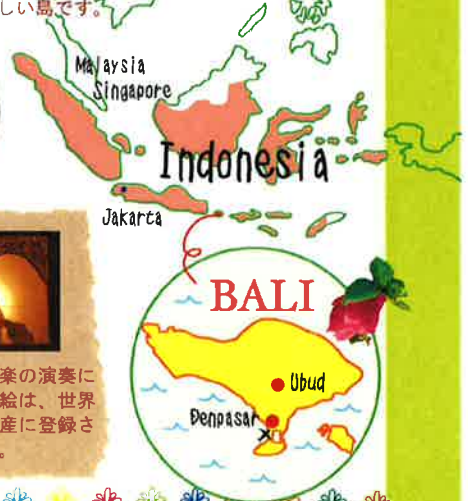 しい島です。
Malaysia
Singapore
Indonesia
Jakarta
BALI
Ubud
Denpasar
楽の演奏に
絵は、世界
産に登録さ
。